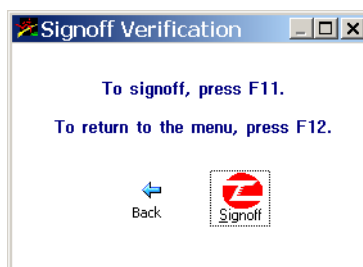 Signoff Verification
To signoff, press F11.
To return to the menu, press F12.
Back
Signoff